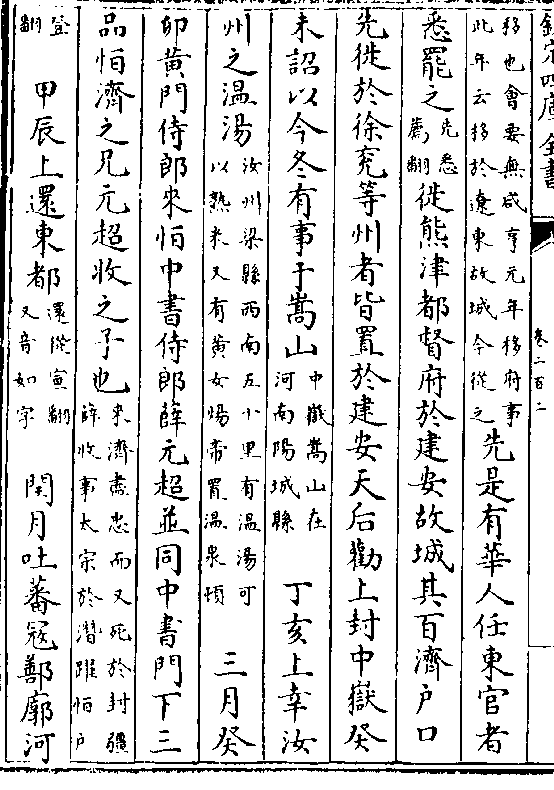 欽定四庫全書
卷二百二
移也會要無咸亨元年移府事
此年云移於遼東故城今從之
先是有華人任東官者
悉罷之
先悉
薦翻
徙熊津都督府於建安故城其百濟户口
先徙於徐兖等州者皆置於建安天后勸上封中嶽癸
未詔以今冬有事于嵩山
中嶽嵩山在
河南陽城縣
丁亥上幸汝
州之温湯
汝州梁縣西南五十里有温湯可
以熟米又有黄女湯帝置温泉頓
三月癸
卯黄門侍郎來恒中書侍郎薛元超並同中書門下三
品恒濟之兄元超收之子也
來濟盡忠而又死於封疆
薛收事太宗於潛躍恒户
登
翻
甲辰上還東都
還從宣翻
又音如字
閏月吐蕃寇鄯廓河